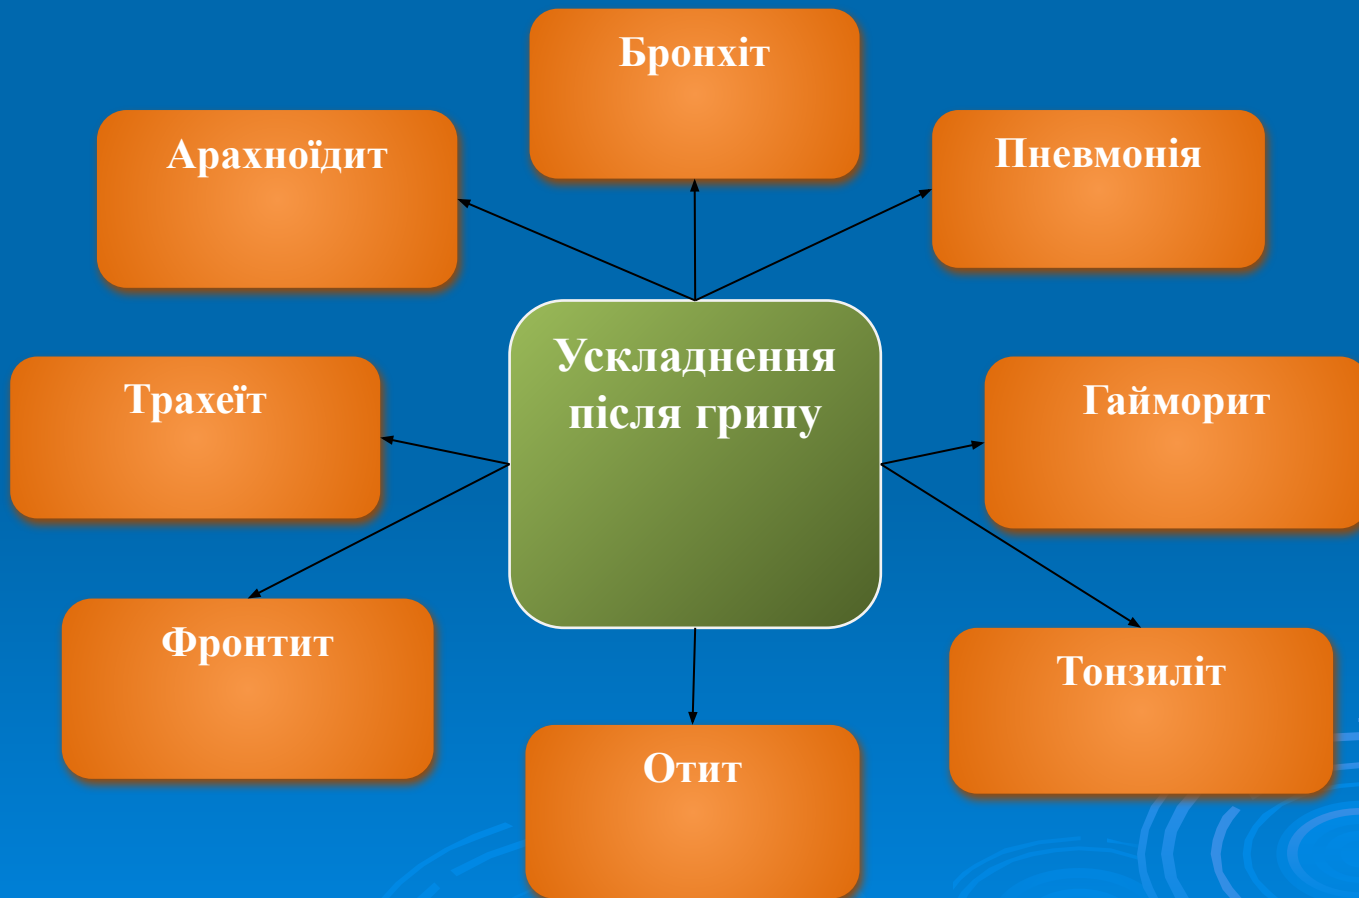 Бронхіт
Арахноїдит
Пневмонія
Ускладнення
після грипу
Трахеїт
Гайморит
Фронтит
Тонзиліт
Отит